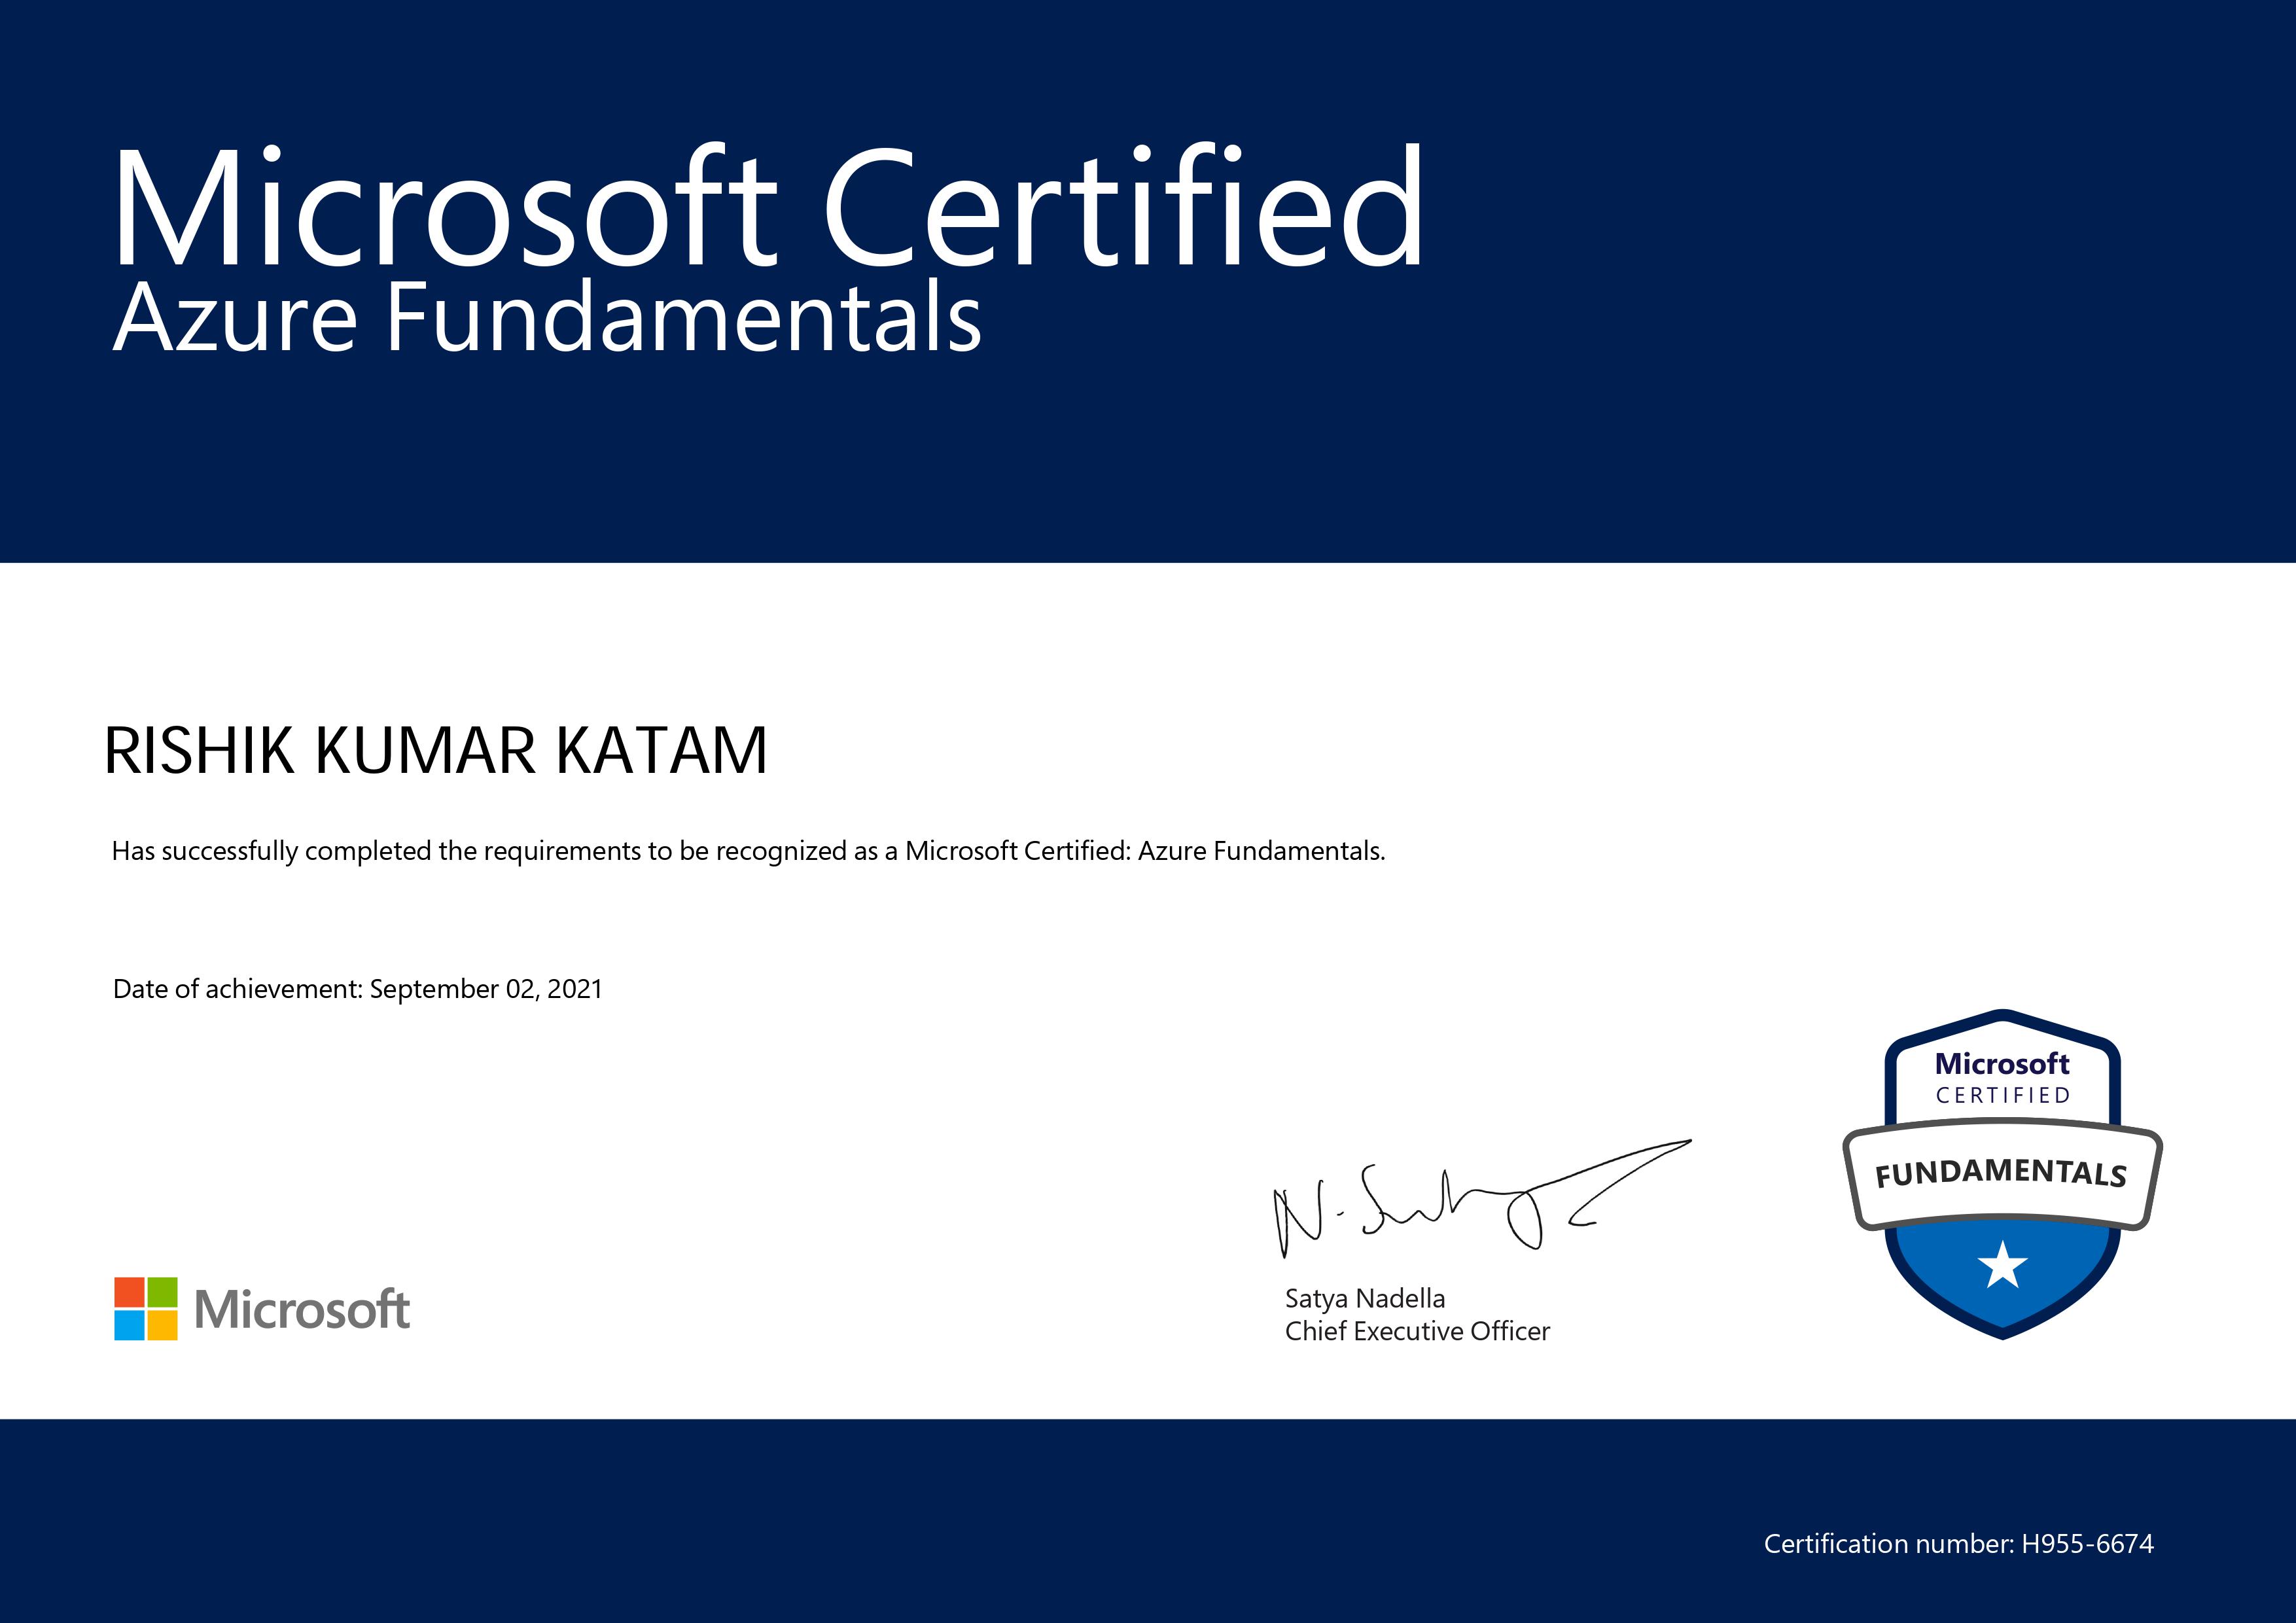 Microsoft Certified
Azure Fundamentals
RISHIK KUMAR KATAM
Has successfully completed the requirements to be recognized as a Microsoft Certified: Azure Fundamentals.
Date of achievement: September 02, 2021
Microsoft
CERTIFIED
FUNDAMENTALS
Satya Nadella
Chief Executive Officer
Microsoft
Certification number: H955-6674